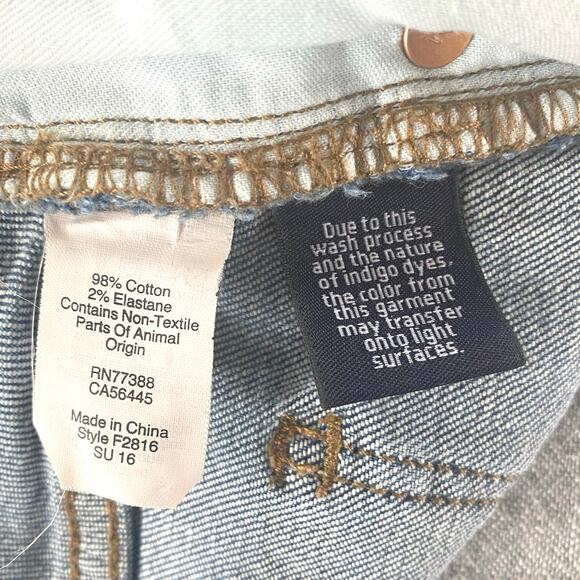 98% Cotton
2% Elastane
Contains Non-Textile
Parts Of Animal
Origin
RN77388
CA56445
Made in China
Style F2816
SU 16
Due to this
wash process
and the nature
of indigo dyes,
the color from
this garment
may transfer
onto light
surfaces.